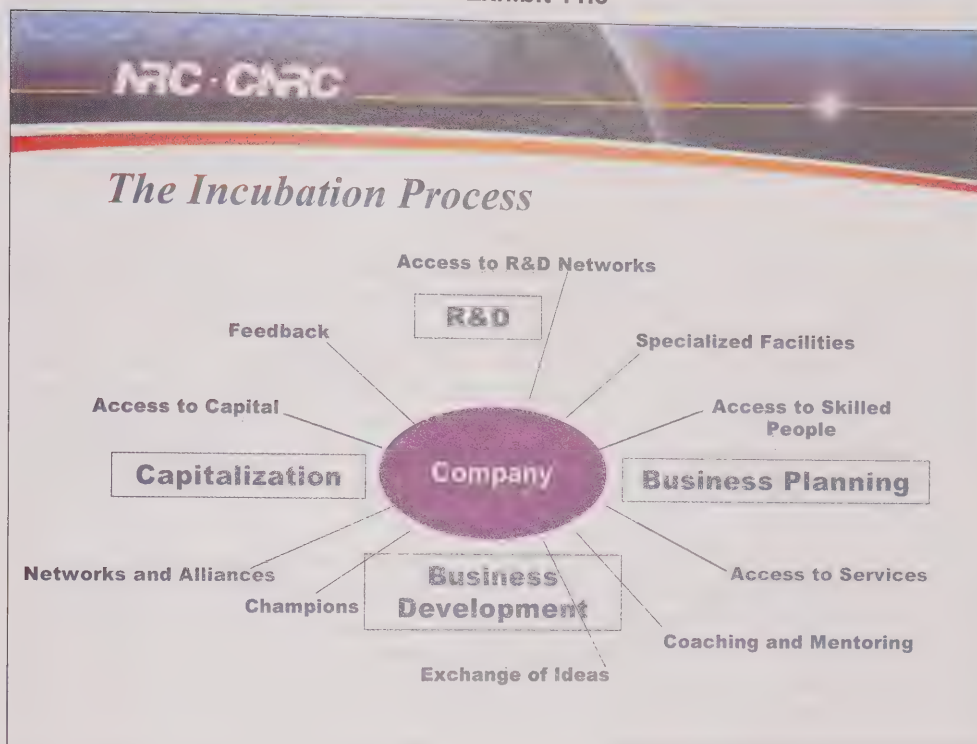 NRC · CNRC
The Incubation Process
Access to R&D Networks
R&D
Feedback
Specialized Facilities
Access to Capital
Access to Skilled
People
Capitalization
Company
Business Planning
Networks and Alliances
Business
Development
Access to Services
Champions
Coaching and Mentoring
Exchange of Ideas